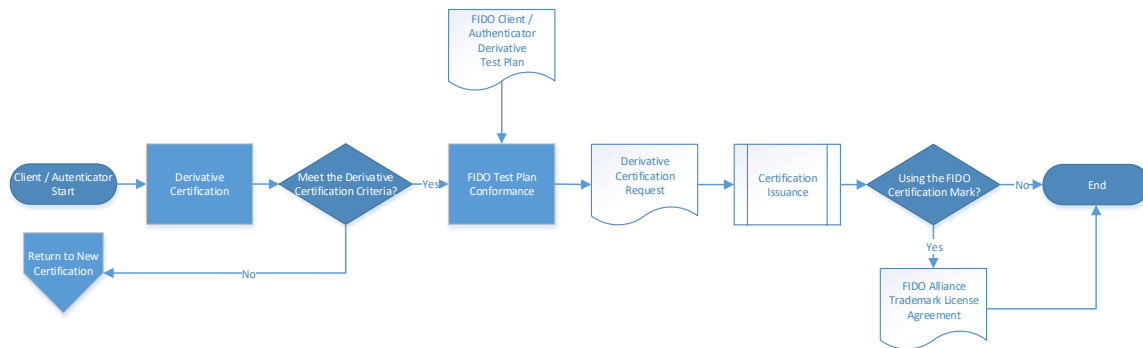 FIDO Client /
Authenticator
Derivative
Test Plan
Client / Autenticator
Start
Derivative
Certification
Meet the Derivative
Certification Criteria?
Yes
FIDO Test Plan
Conformance
Derivative
Certification
Request
Certification
Issuance
Using the FIDO
Certification Mark?
No
End
Return to New
Certification
No
Yes
FIDO Alliance
Trademark License
Agreement